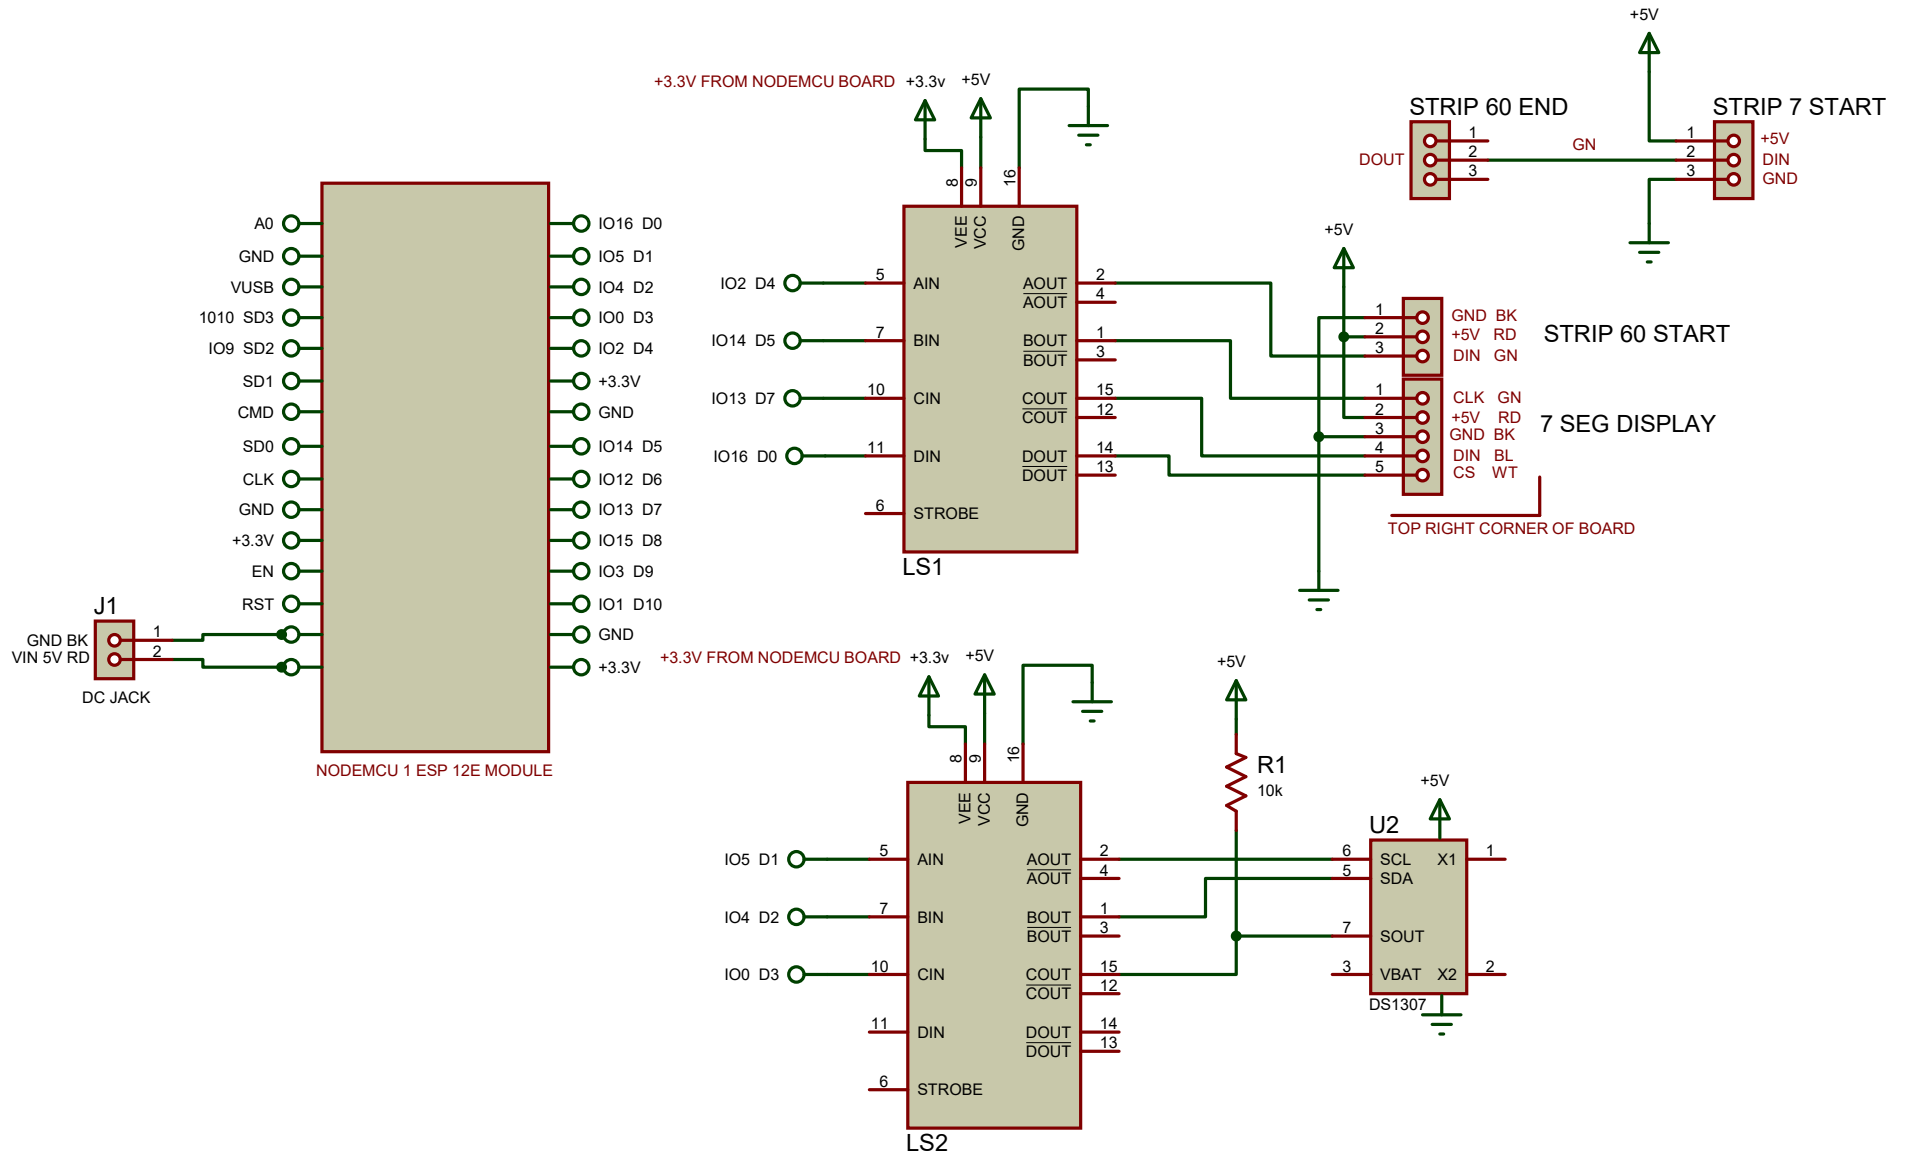 +5V
STRIP 60 END
STRIP 7 START
DOUT
1
2
3
GN
1
2
3
+5V
DIN
GND
+3.3V FROM NODEMCU BOARD
+3.3v
+5V
8
9
16
VEE
VCC
GND
IO2 D4
5
AIN
IO14 D5
7
BIN
IO13 D7
10
CIN
IO16 D0
11
DIN
6
STROBE
AOUT
2
AOUT
4
BOUT
1
BOUT
3
COUT
15
COUT
12
DOUT
14
DOUT
13
LS1
+5V
1
GND BK
2
+5V RD
3
DIN GN
STRIP 60 START
1
CLK GN
2
+5V RD
3
GND BK
4
DIN BL
5
CS WT
7 SEG DISPLAY
TOP RIGHT CORNER OF BOARD
A0
GND
VUSB
1010 SD3
IO9 SD2
SD1
CMD
SD0
CLK
GND
+3.3V
EN
RST
IO16 D0
IO5 D1
IO4 D2
IO0 D3
IO2 D4
+3.3V
GND
IO14 D5
IO12 D6
IO13 D7
IO15 D8
IO3 D9
IO1 D10
GND
+3.3V
J1
GND BK
1
VIN 5V RD
2
DC JACK
NODEMCU 1 ESP 12E MODULE
+3.3V FROM NODEMCU BOARD
+3.3v
+5V
8
9
16
VEE
VCC
GND
IO5 D1
5
AIN
IO4 D2
7
BIN
IO0 D3
10
CIN
11
DIN
6
STROBE
AOUT
2
AOUT
4
BOUT
1
BOUT
3
COUT
15
COUT
12
DOUT
14
DOUT
13
LS2
+5V
R1
10k
+5V
U2
6
SCL
5
SDA
7
SOUT
3
VBAT
X1
1
X2
2
DS1307